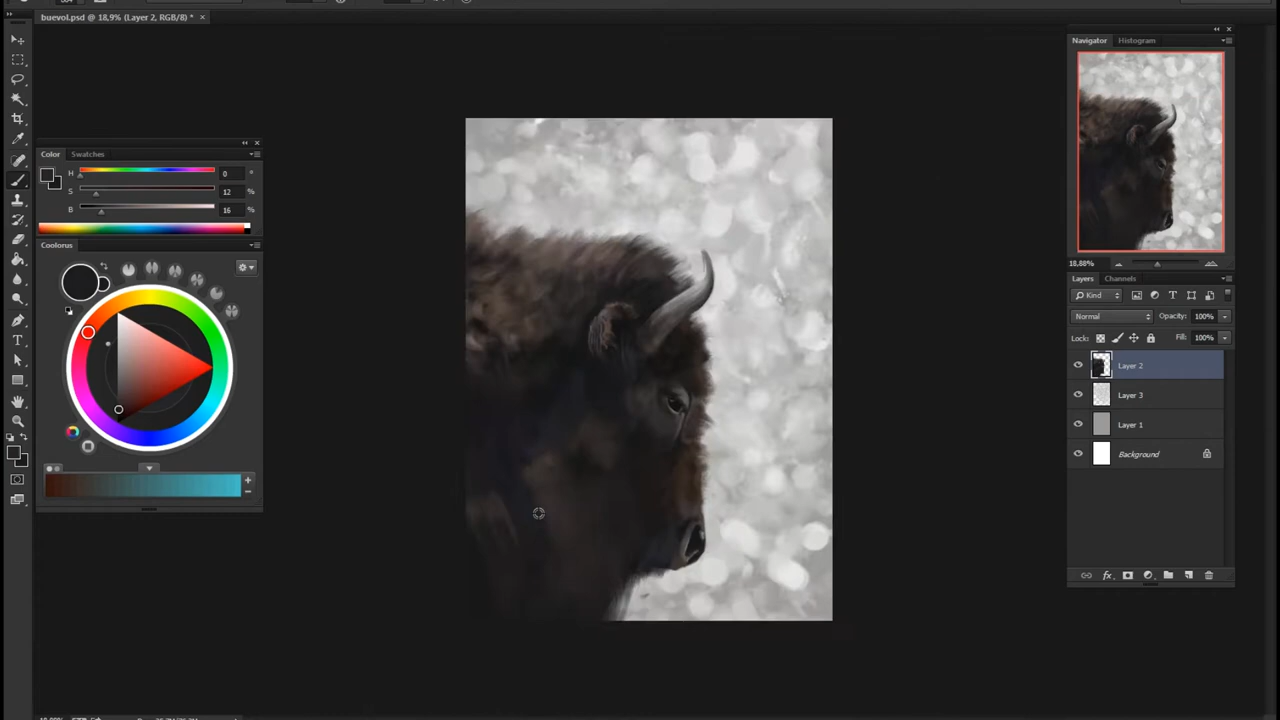 buevol.psd @ 18,9% (Layer 2, RGB/8) *
Navigator Histogram
Color Swatches
H 0 °
S 12 %
B 16 %
Coolorus
18,88%
Layers Channels
Kind
Normal Opacity: 100%
Lock: Fill: 100%
Layer 2
Layer 3
Layer 1
Background
T
fx